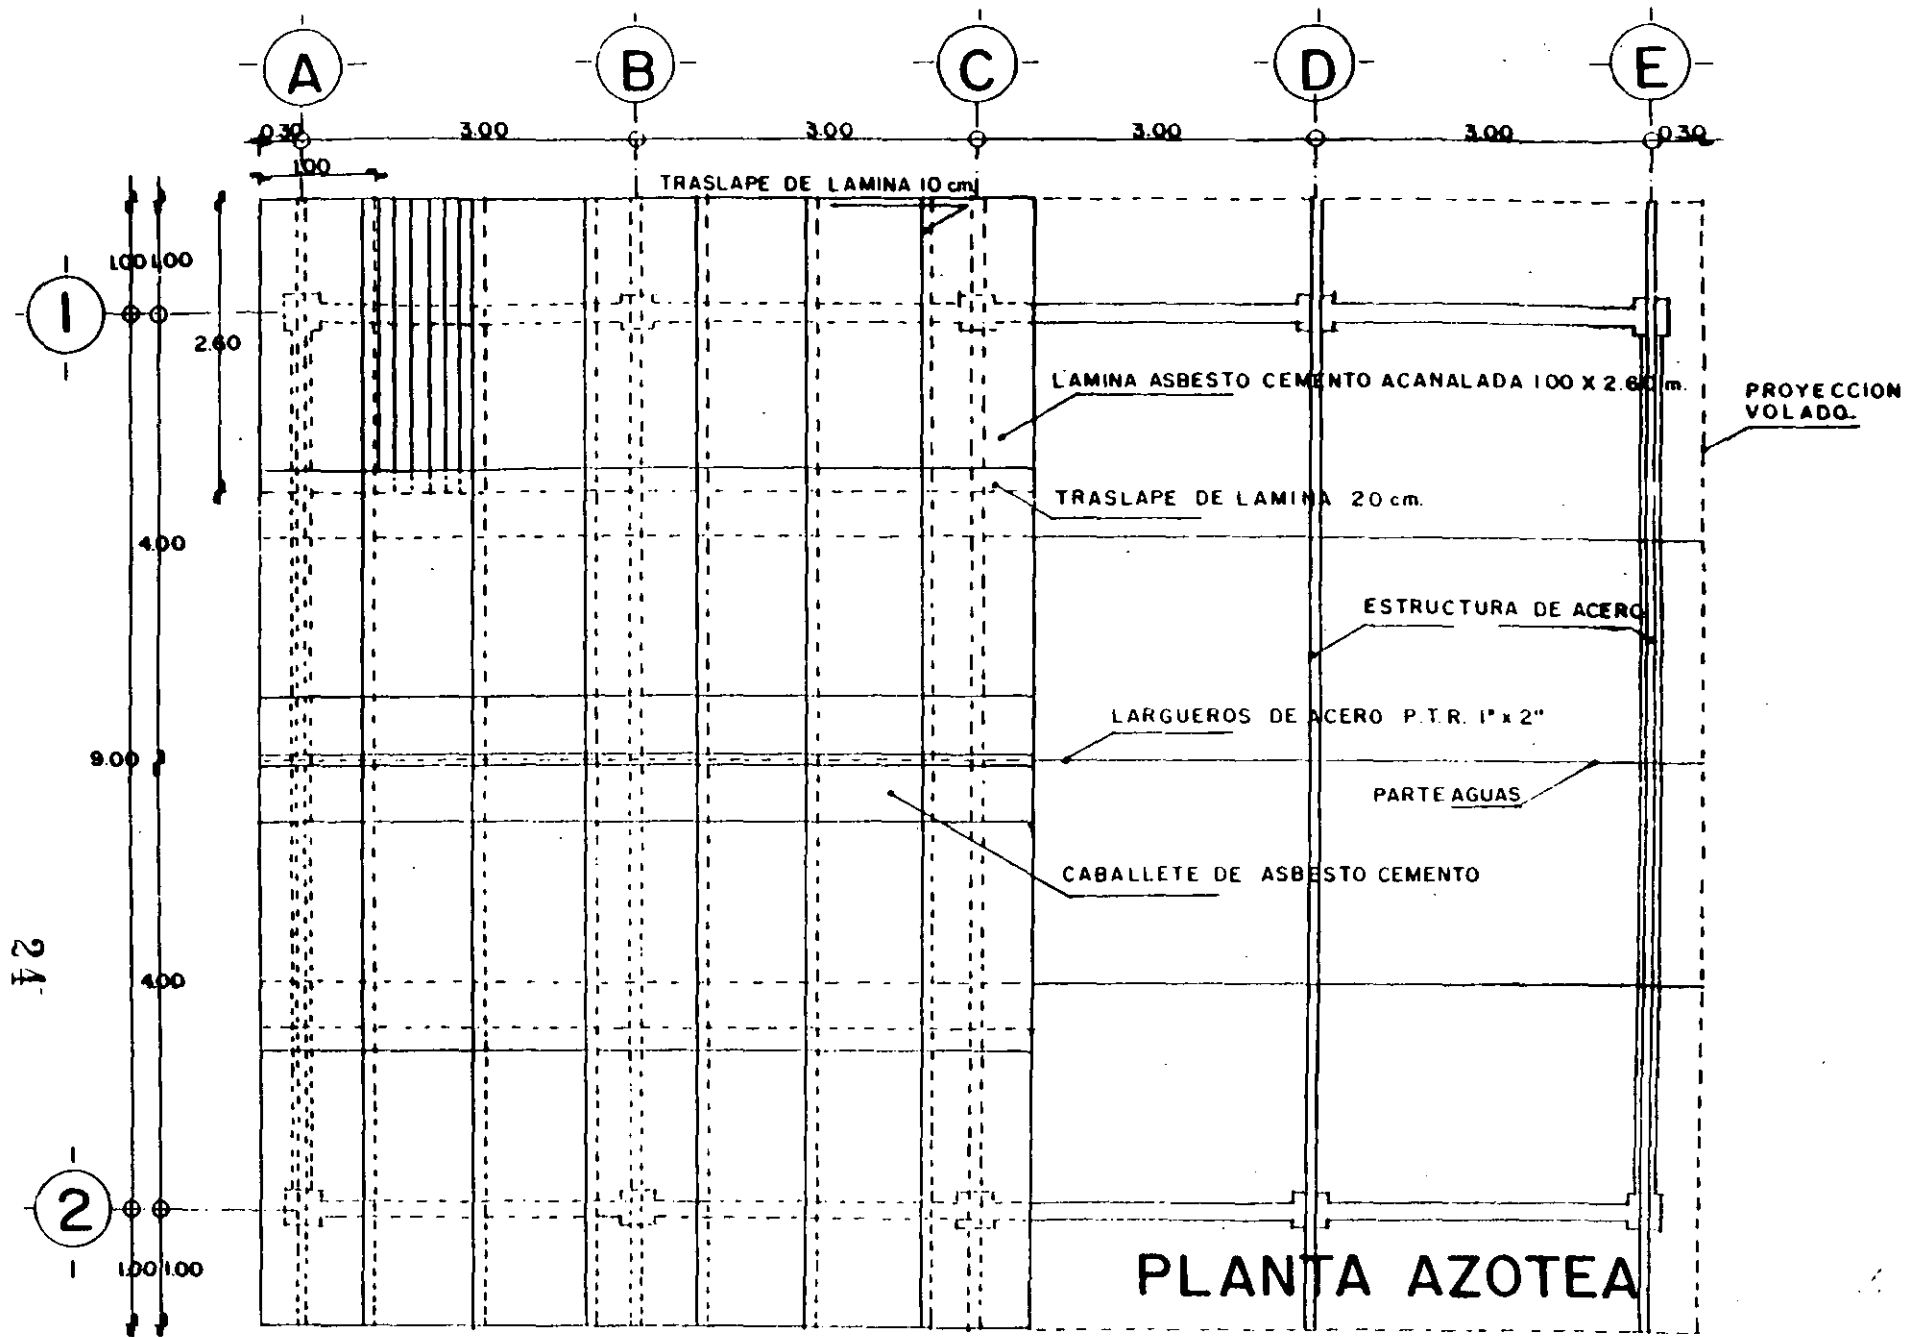 A
B
C
D
E
0.30
3.00
3.00
3.00
3.00
0.30
1.00
TRASLAPE DE LAMINA 10 cm
1.00
1.00
1
2.60
LAMINA ASBESTO CEMENTO ACANALADA 1.00 X 2.60 m.
PROYECCION
VOLADO.
TRASLAPE DE LAMINA 20 cm.
4.00
ESTRUCTURA DE ACERO
LARGUEROS DE ACERO P.T.R. 1" x 2"
9.00
PARTE AGUAS
CABALLETE DE ASBESTO CEMENTO
24
4.00
2
1.00
1.00
PLANTA AZOTEA